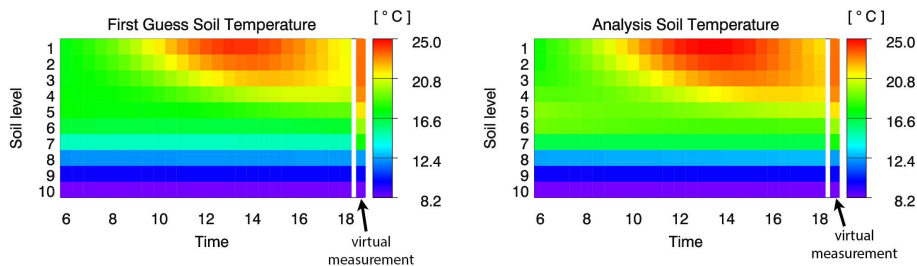 First Guess Soil Temperature
[ ° C ]
Soil level
1
2
3
4
5
6
7
8
9
10
6 8 10 12 14 16 18
Time
25.0
20.8
16.6
12.4
8.2
virtual
measurement
Analysis Soil Temperature
[ ° C ]
Soil level
1
2
3
4
5
6
7
8
9
10
6 8 10 12 14 16 18
Time
25.0
20.8
16.6
12.4
8.2
virtual
measurement